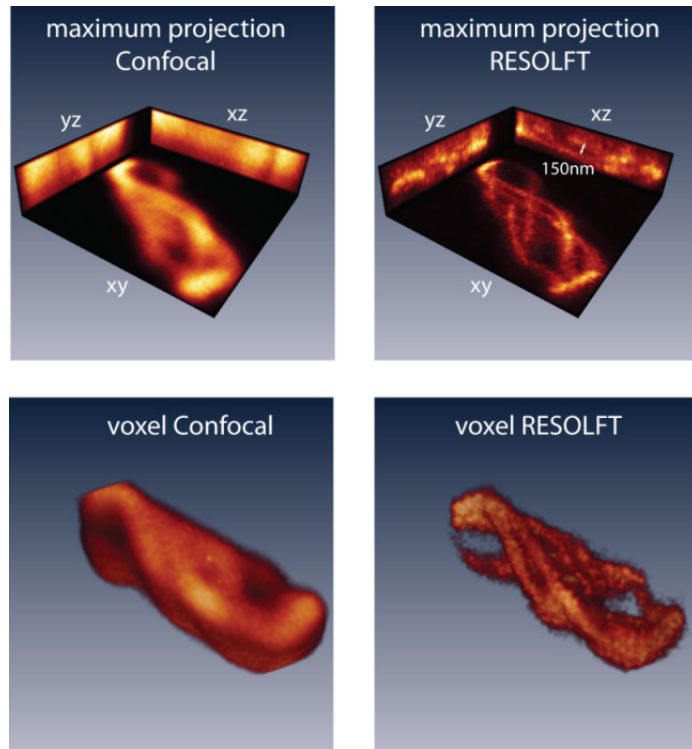 maximum projection
Confocal
yz
xz
xy
maximum projection
RESOLFT
yz
xz
150nm
xy
voxel Confocal
voxel RESOLFT